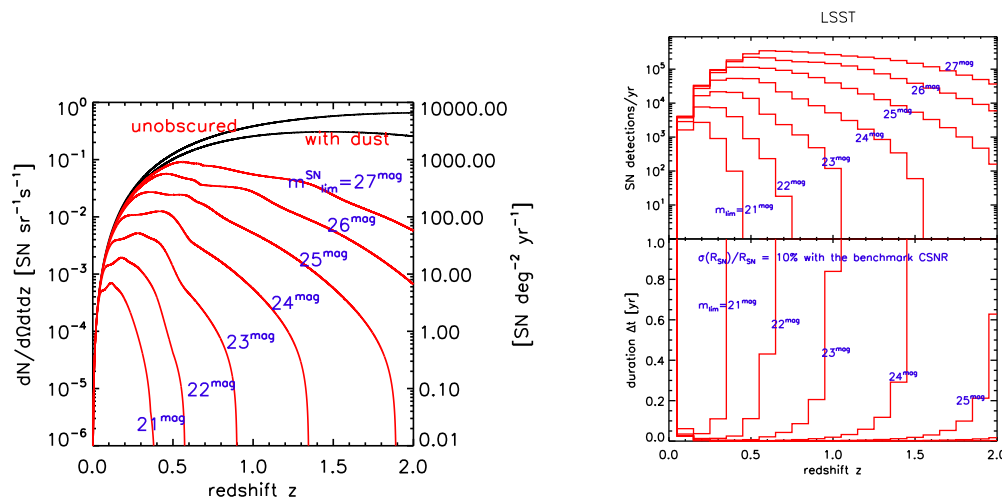 LSST
10⁰
10⁻¹
10⁻²
10⁻³
10⁻⁴
10⁻⁵
10⁻⁶
dN/dΩdtdz [SN sr⁻¹s⁻¹]
unobscured
with dust
m^SN_lim=27^mag
26^mag
25^mag
24^mag
23^mag
22^mag
21^mag
10000.00
1000.00
100.00
10.00
1.00
0.10
0.01
[SN deg⁻² yr⁻¹]
0.0 0.5 1.0 1.5 2.0
redshift z
10⁵
10⁴
10³
10²
10¹
SN detections/yr
27^mag
26^mag
25^mag
24^mag
23^mag
22^mag
m_lim=21^mag
1.0
0.8
0.6
0.4
0.2
0.0
duration Δt [yr]
σ(R_SN)/R_SN = 10% with the benchmark CSNR
m_lim=21^mag
22^mag
23^mag
24^mag
25^mag
0.0 0.5 1.0 1.5 2.0
redshift z